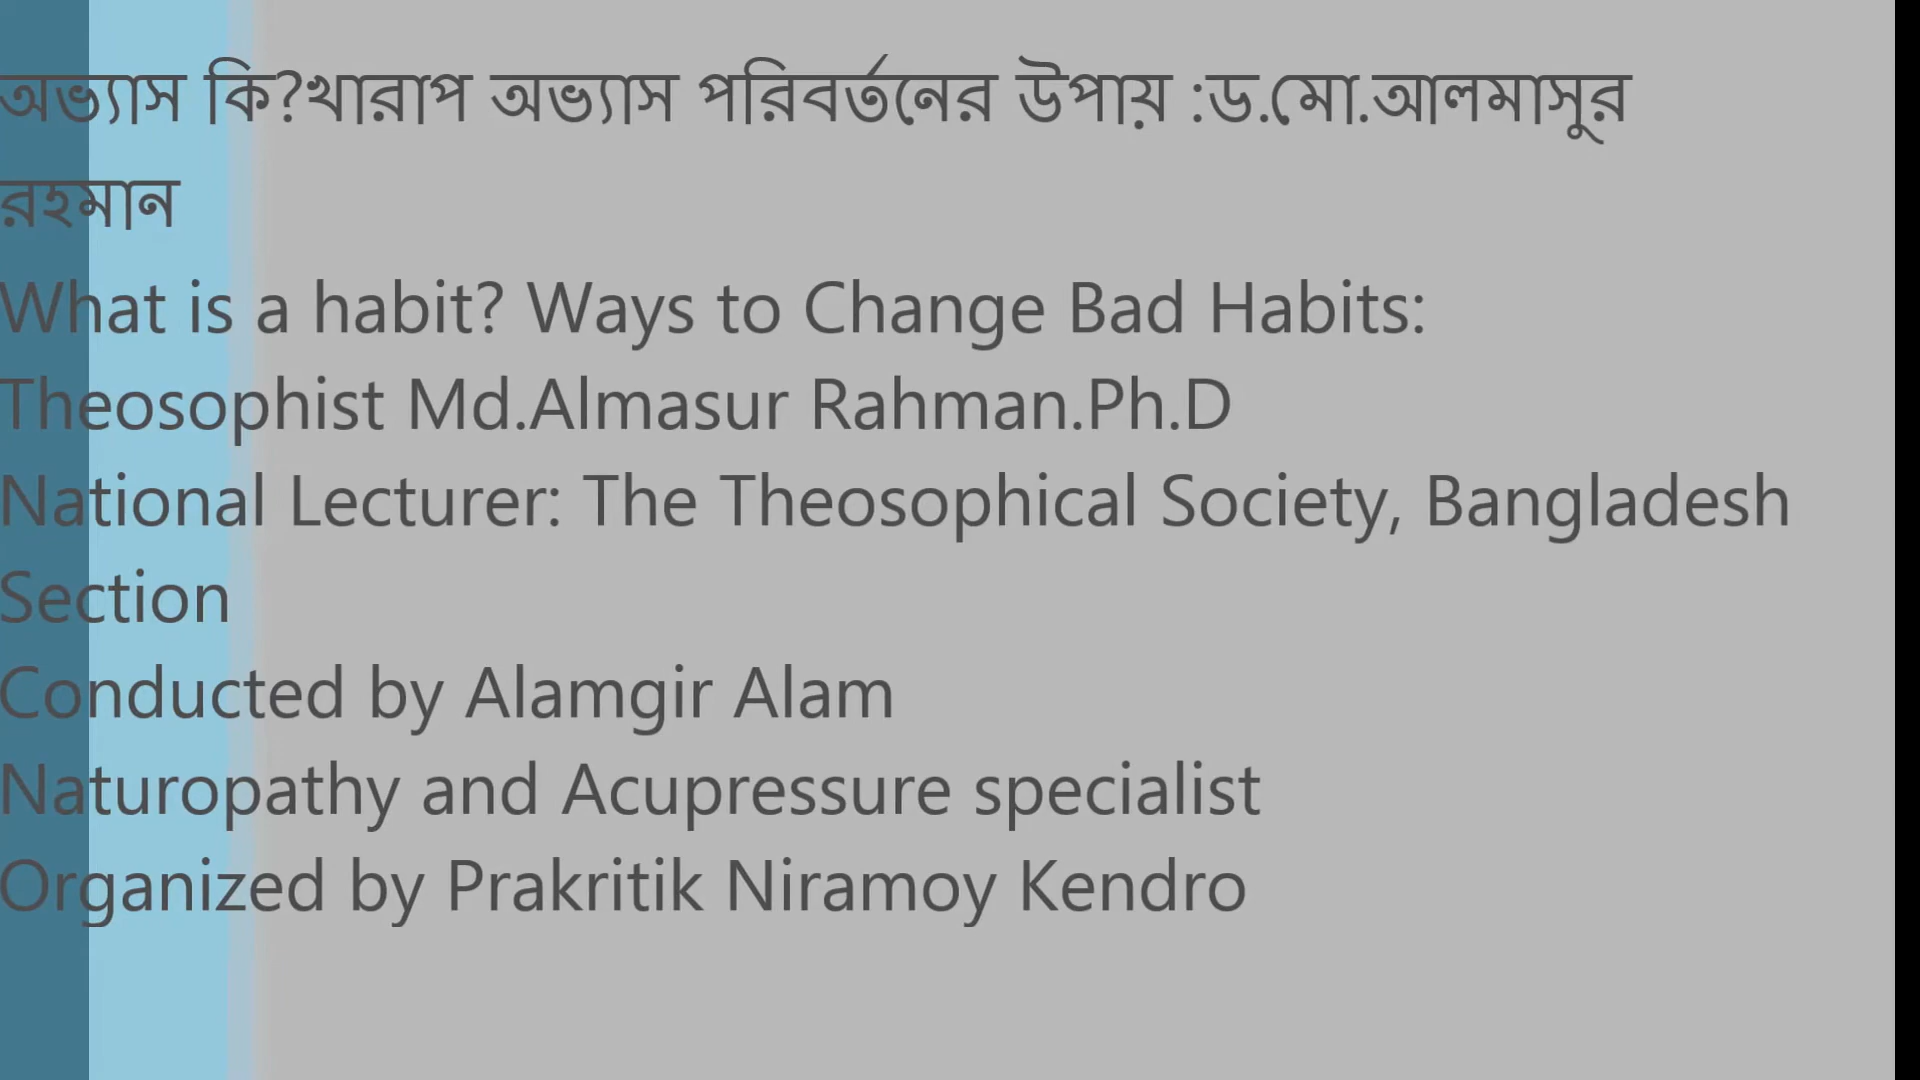 অভ্যাস কি?খারাপ অভ্যাস পরিবর্তনের উপায় :ড.মো.আলমাসুর
রহমান
What is a habit? Ways to Change Bad Habits:
Theosophist Md.Almasur Rahman.Ph.D
National Lecturer: The Theosophical Society, Bangladesh
Section
Conducted by Alamgir Alam
Naturopathy and Acupressure specialist
Organized by Prakritik Niramoy Kendro